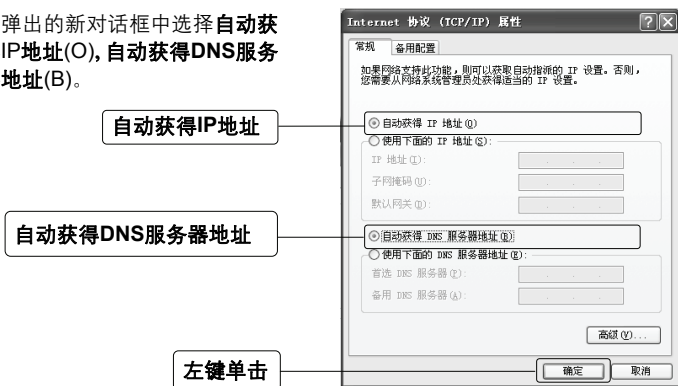 弹出的新对话框中选择自动获
IP地址(O), 自动获得DNS服务
地址(B)。
自动获得IP地址
自动获得DNS服务器地址
左键单击
Internet 协议 (TCP/IP) 属性
常规 备用配置
如果网络支持此功能，则可以获取自动指派的 IP 设置。否则，
您需要从网络系统管理员处获得适当的 IP 设置。
自动获得 IP 地址(O)
使用下面的 IP 地址(S):
IP 地址(I):
子网掩码(U):
默认网关(D):
自动获得 DNS 服务器地址(B)
使用下面的 DNS 服务器地址(E):
首选 DNS 服务器(P):
备用 DNS 服务器(A):
高级(V)...
确定 取消